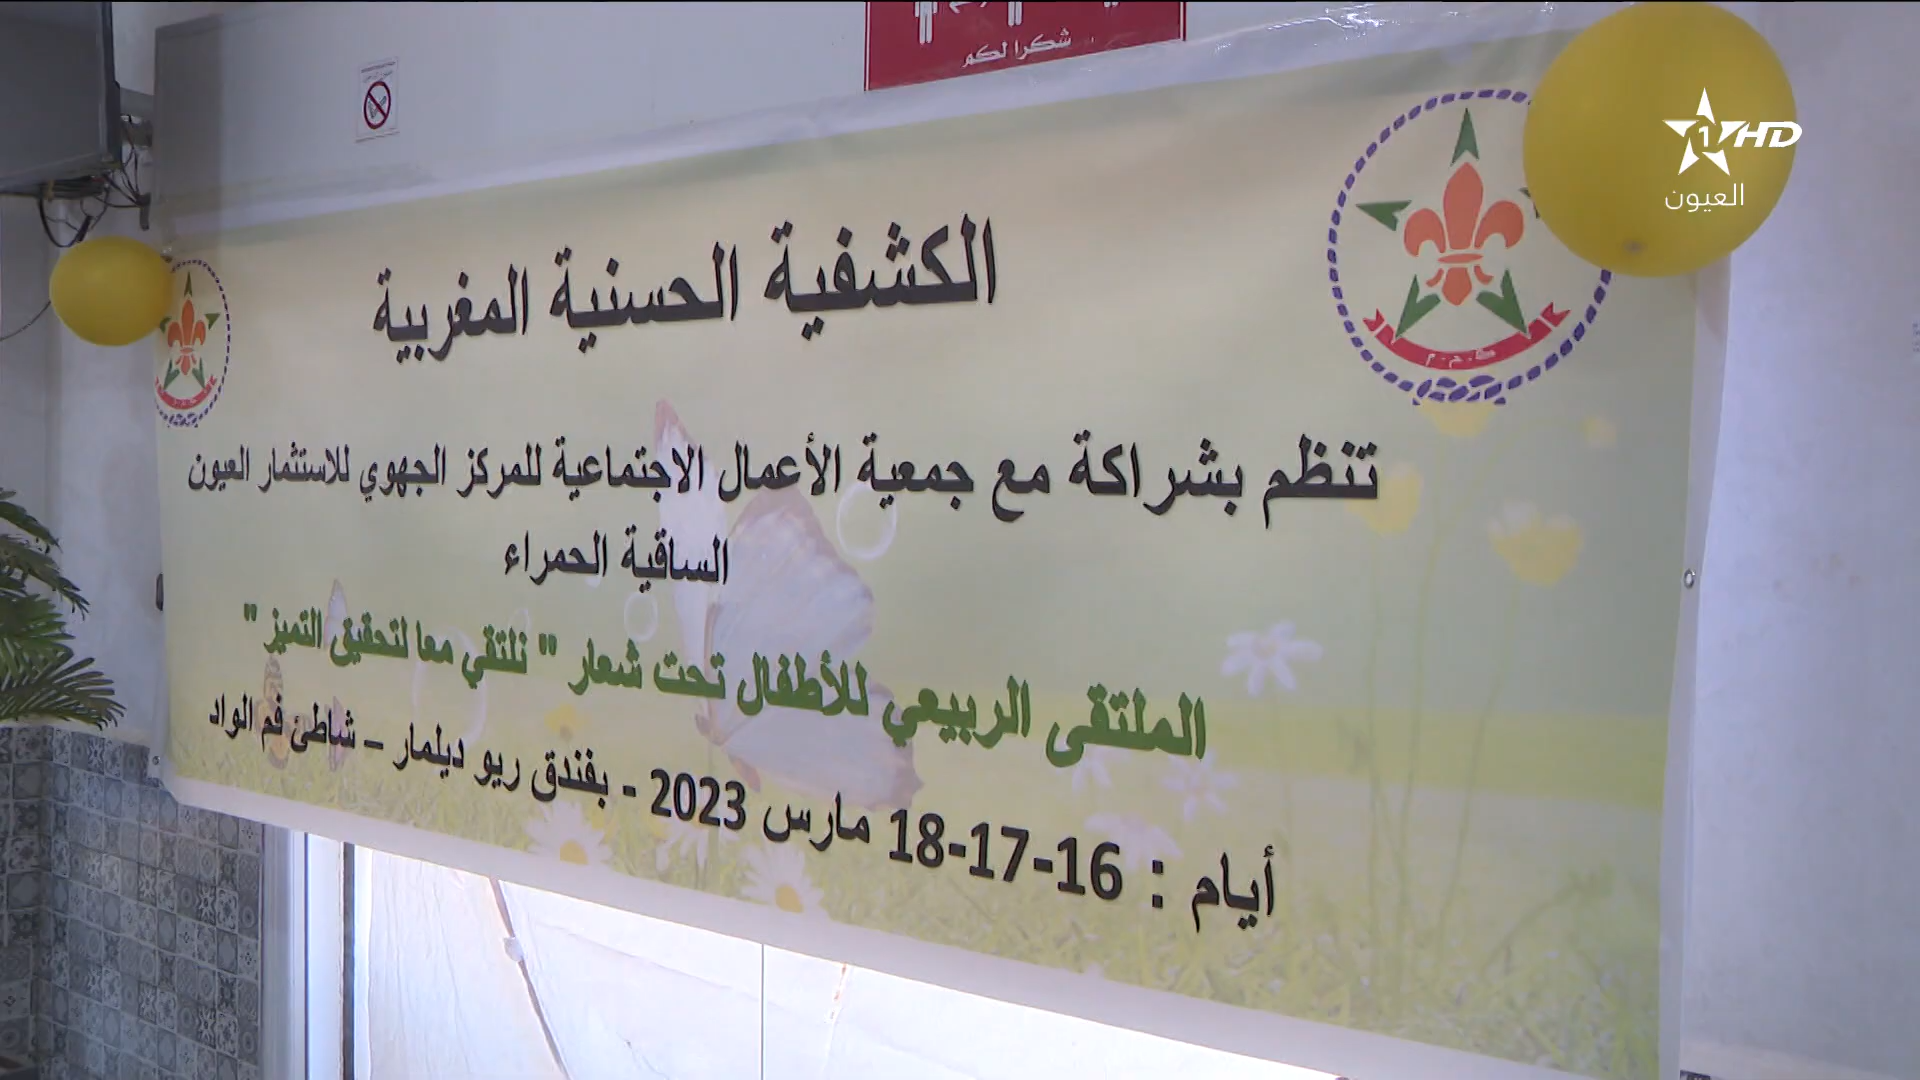 شكرا لكم
1 HD
العيون
الكشفية الحسنية المغربية
ك.ح.م
تنظم بشراكة مع جمعية الأعمال الاجتماعية للمركز الجهوي للاستثمار العيون
الساقية الحمراء
الملتقى الربيعي للأطفال تحت شعار " نلتقي معا لتحقيق التميز "
أيام : 16-17-18 مارس 2023 - بفندق ريو ديلمار – شاطئ فم الواد